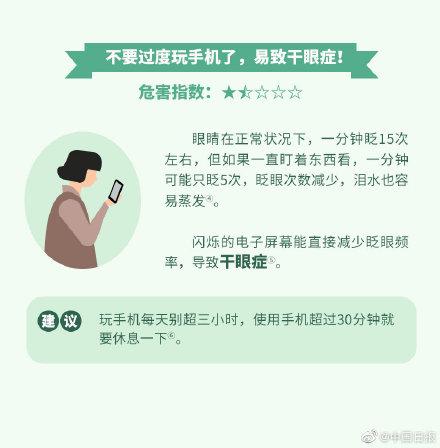 不要过度玩手机了，易致干眼症！
危害指数：★⯪☆☆☆
眼睛在正常状况下，一分钟眨15次
左右，但如果一直盯着东西看，一分钟
可能只眨5次，眨眼次数减少，泪水也容
易蒸发④。
闪烁的电子屏幕能直接减少眨眼频
率，导致干眼症⑤。
建议
玩手机每天别超三小时，使用手机超过30分钟就
要休息一下⑥。
@中国日报